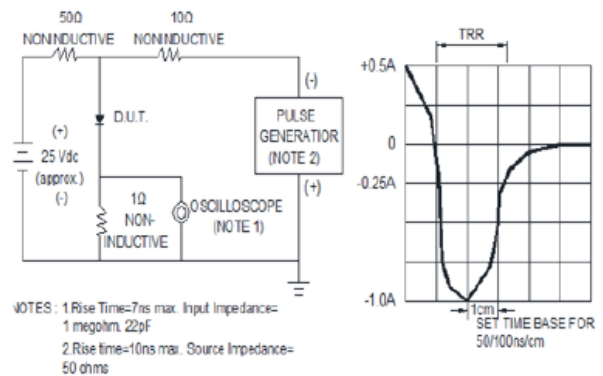 50Ω
NONINDUCTIVE
10Ω
NONINDUCTIVE
(+)
25 Vdc
(approx.)
(-)
D.U.T.
1Ω
NON-
INDUCTIVE
OSCILLOSCOPE
(NOTE 1)
(-)
PULSE
GENERATIOR
(NOTE 2)
(+)
NOTES : 1.Rise Time=7ns max. Input Impedance=
1 megohm. 22pF
2.Rise time=10ns max. Source Impedance=
50 ohms
TRR
+0.5A
0
-0.25A
-1.0A
1cm
SET TIME BASE FOR
50/100ns/cm